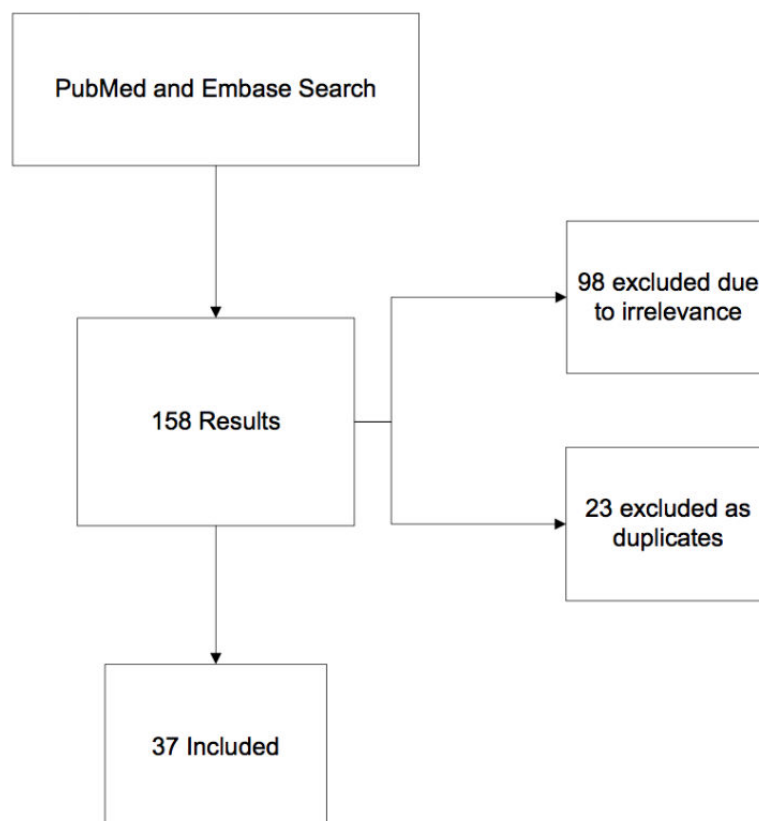 PubMed and Embase Search
98 excluded due
to irrelevance
158 Results
23 excluded as
duplicates
37 Included